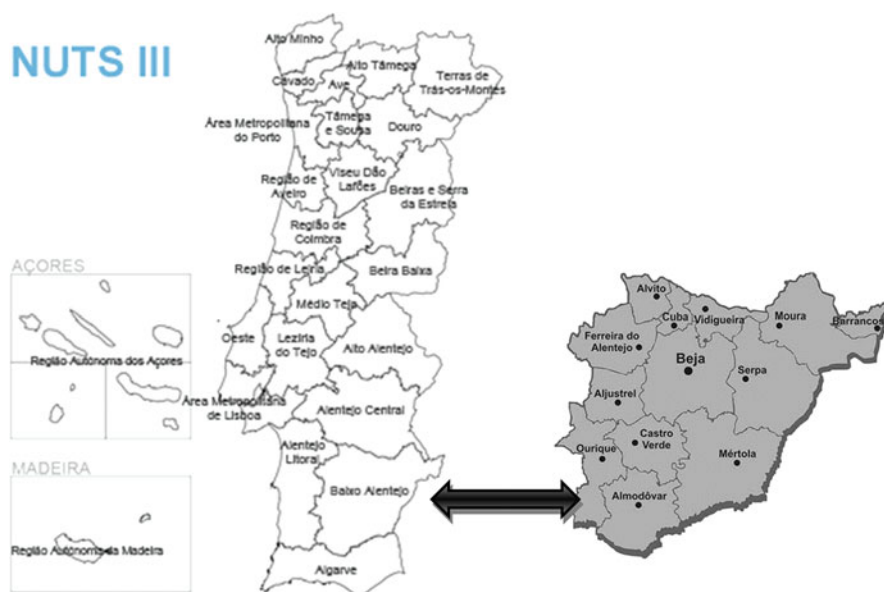 NUTS III
Alto Minho
Alto Tâmega
Terras de
Trás-os-Montes
Cávado
Ave
Área Metropolitana
do Porto
Tâmega
e Sousa
Douro
Região de
Aveiro
Viseu Dão
Lafões
Beiras e Serra
da Estrela
Região de
Coimbra
Região de Leiria
Beira Baixa
Médio Tejo
Oeste
Lezíria
do Tejo
Alto Alentejo
Área Metropolitana
de Lisboa
Alentejo Central
Alentejo
Litoral
Baixo Alentejo
Algarve
AÇORES
Região Autónoma dos Açores
MADEIRA
Região Autónoma da Madeira
Alvito
Cuba
Vidigueira
Moura
Barrancos
Ferreira do
Alentejo
Beja
Serpa
Aljustrel
Castro
Verde
Ourique
Mértola
Almodôvar